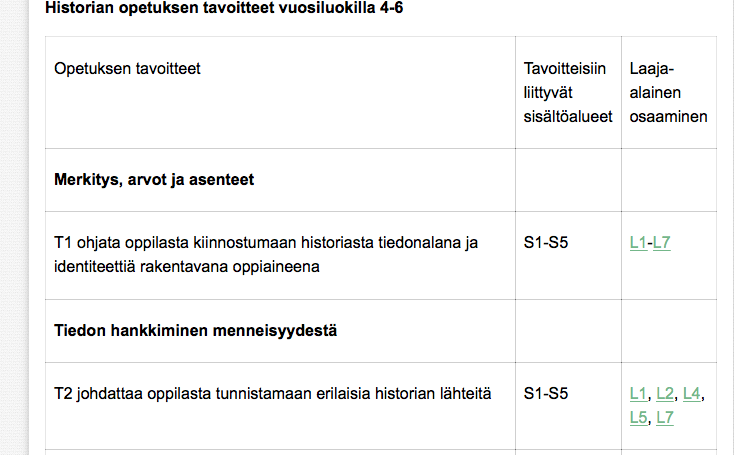 Historian opetuksen tavoitteet vuosiluokilla 4-6
Opetuksen tavoitteet
Tavoitteisiin
liittyvät
sisältöalueet
Laaja-
alainen
osaaminen
Merkitys, arvot ja asenteet
T1 ohjata oppilasta kiinnostumaan historiasta tiedonalana ja
identiteettiä rakentavana oppiaineena
S1-S5
L1-L7
Tiedon hankkiminen menneisyydestä
T2 johdattaa oppilasta tunnistamaan erilaisia historian lähteitä
S1-S5
L1, L2, L4,
L5, L7